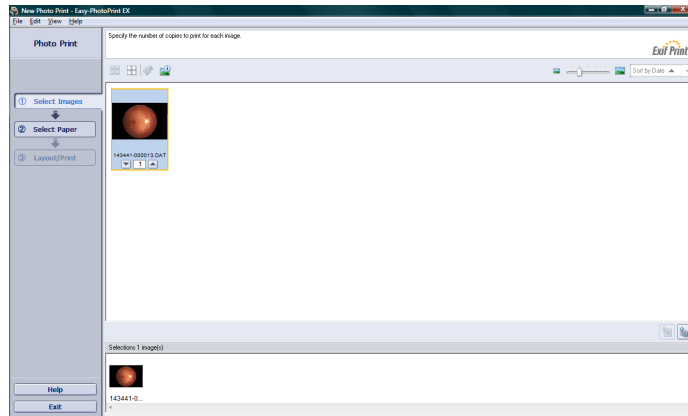 New Photo Print - Easy-PhotoPrint EX
File Edit View Help
Photo Print
Specify the number of copies to print for each image.
Exif Print
Sort by Date
1 Select Images
2 Select Paper
3 Layout/Print
143441-000013.DAT
1
Selections 1 image(s)
143441-0...
Help
Exit